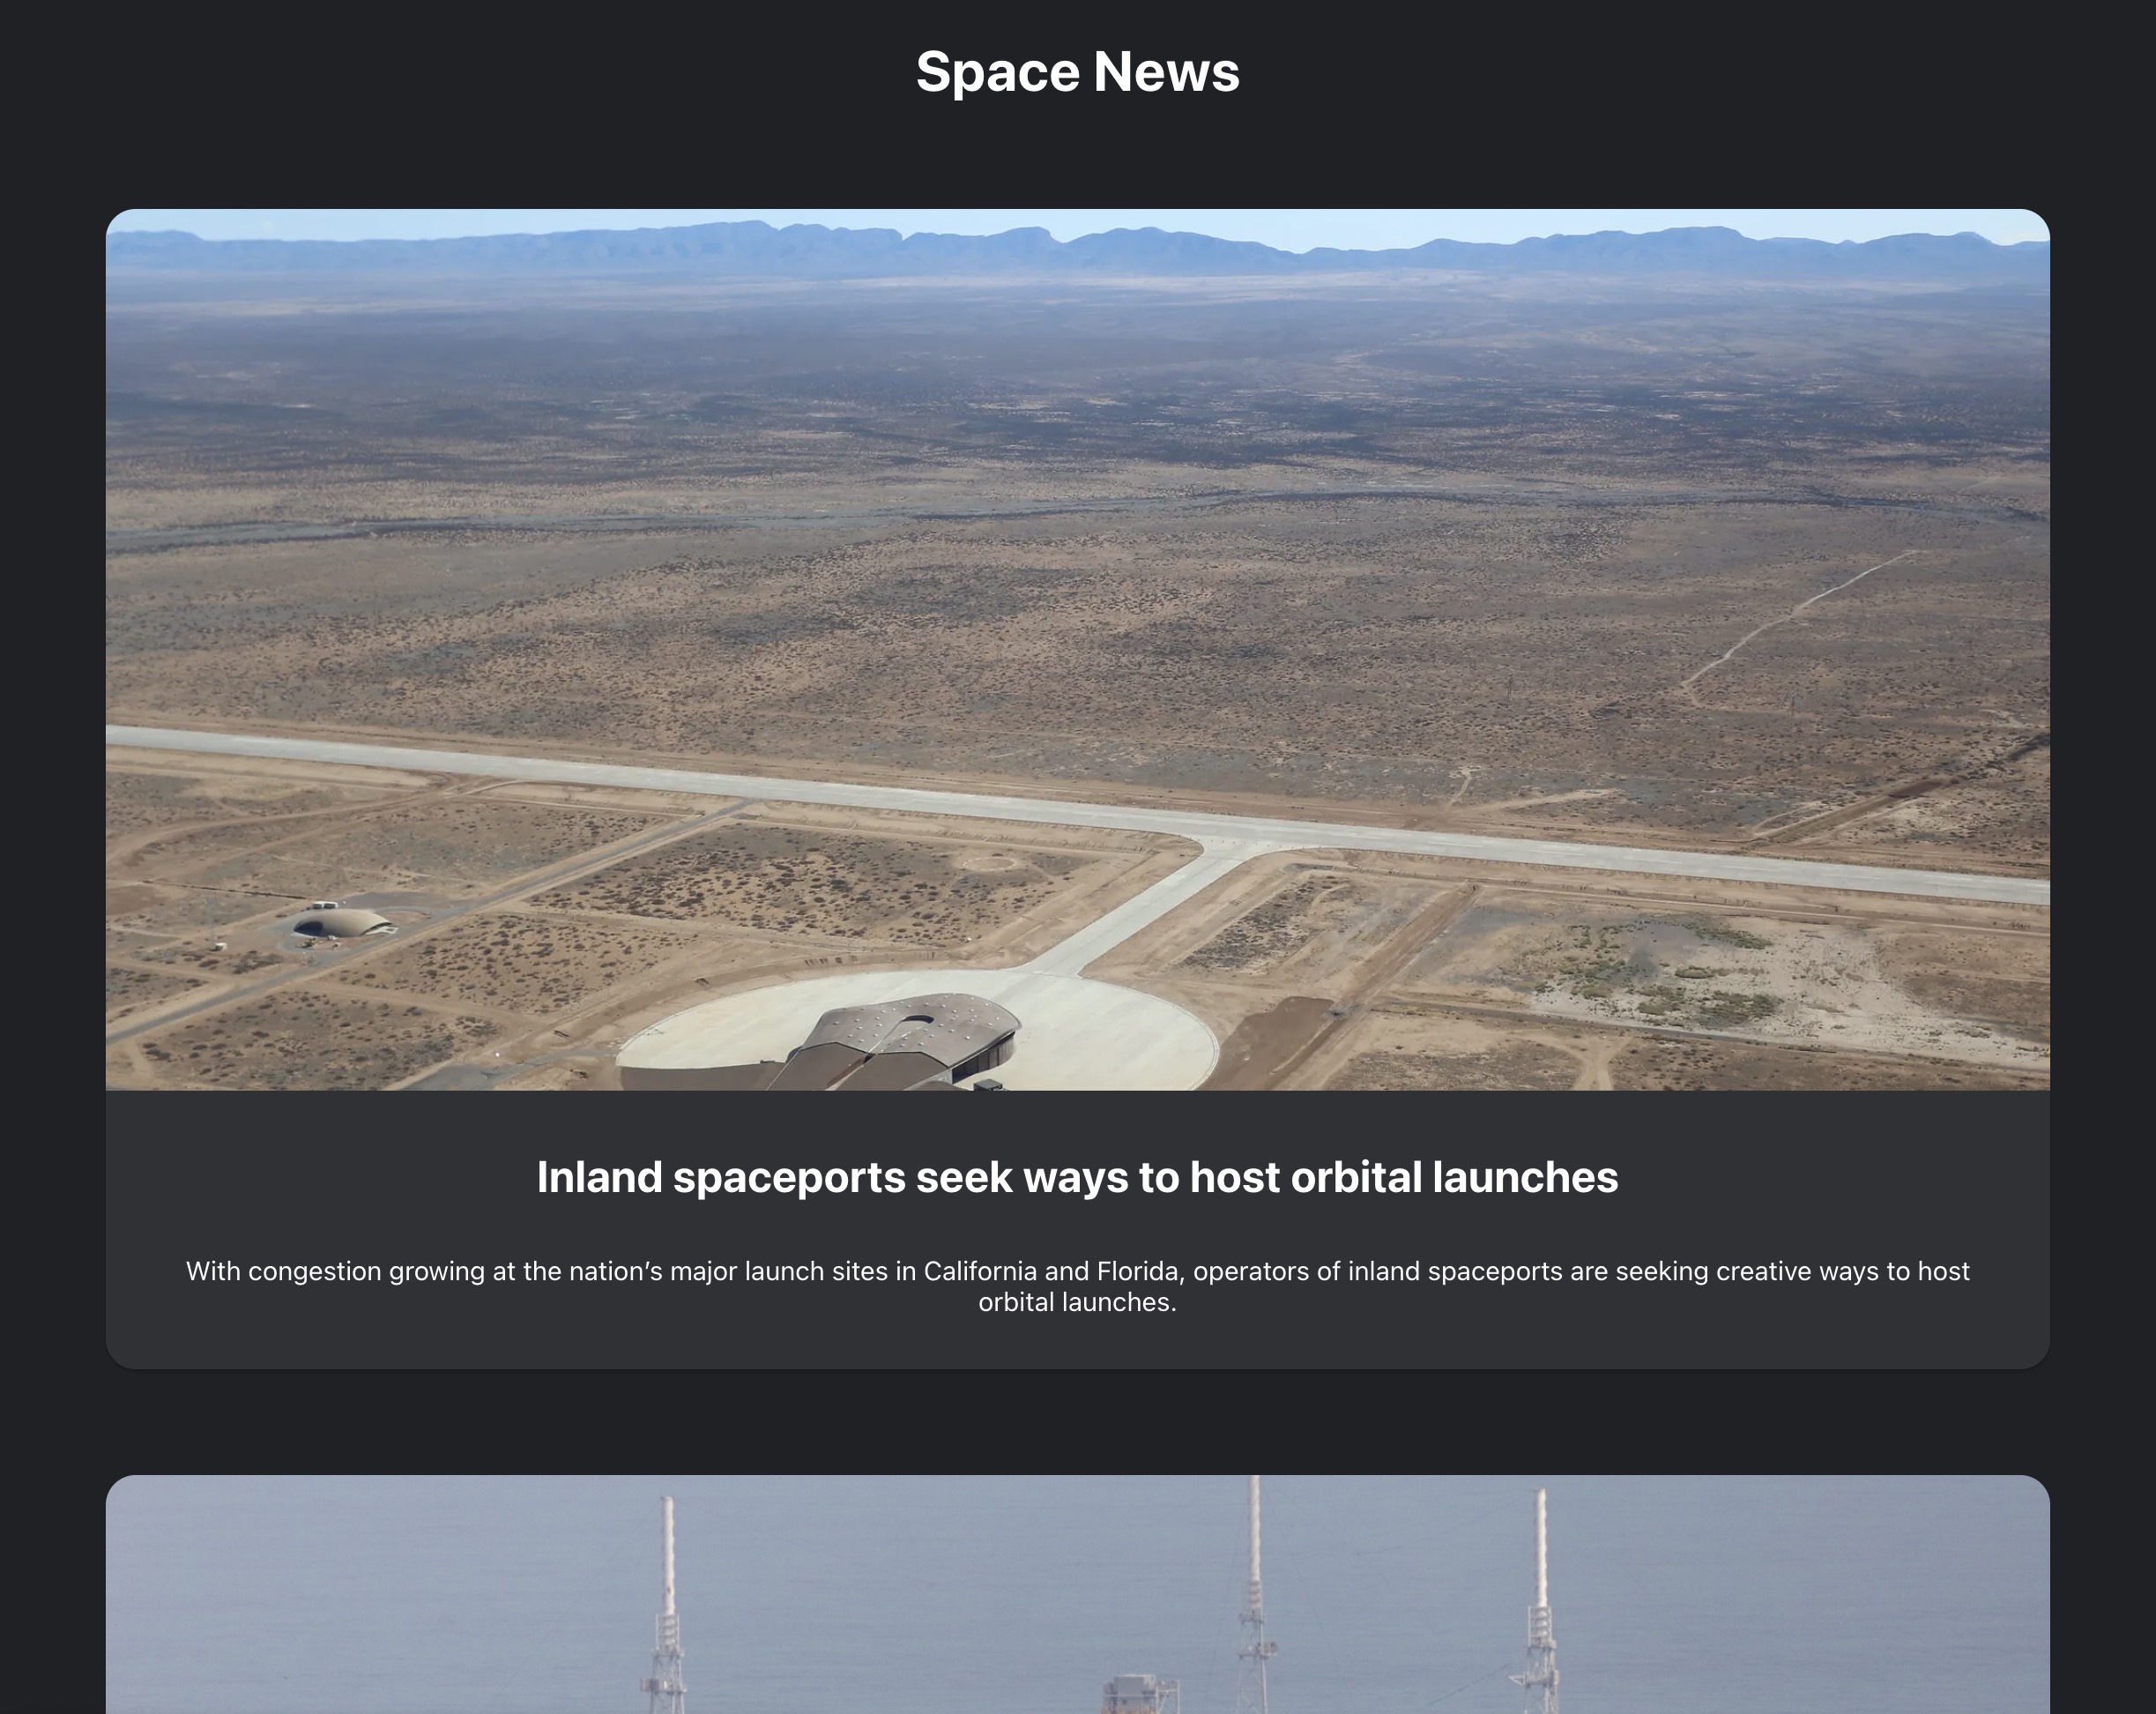 Space News
Inland spaceports seek ways to host orbital launches
With congestion growing at the nation’s major launch sites in California and Florida, operators of inland spaceports are seeking creative ways to host
orbital launches.